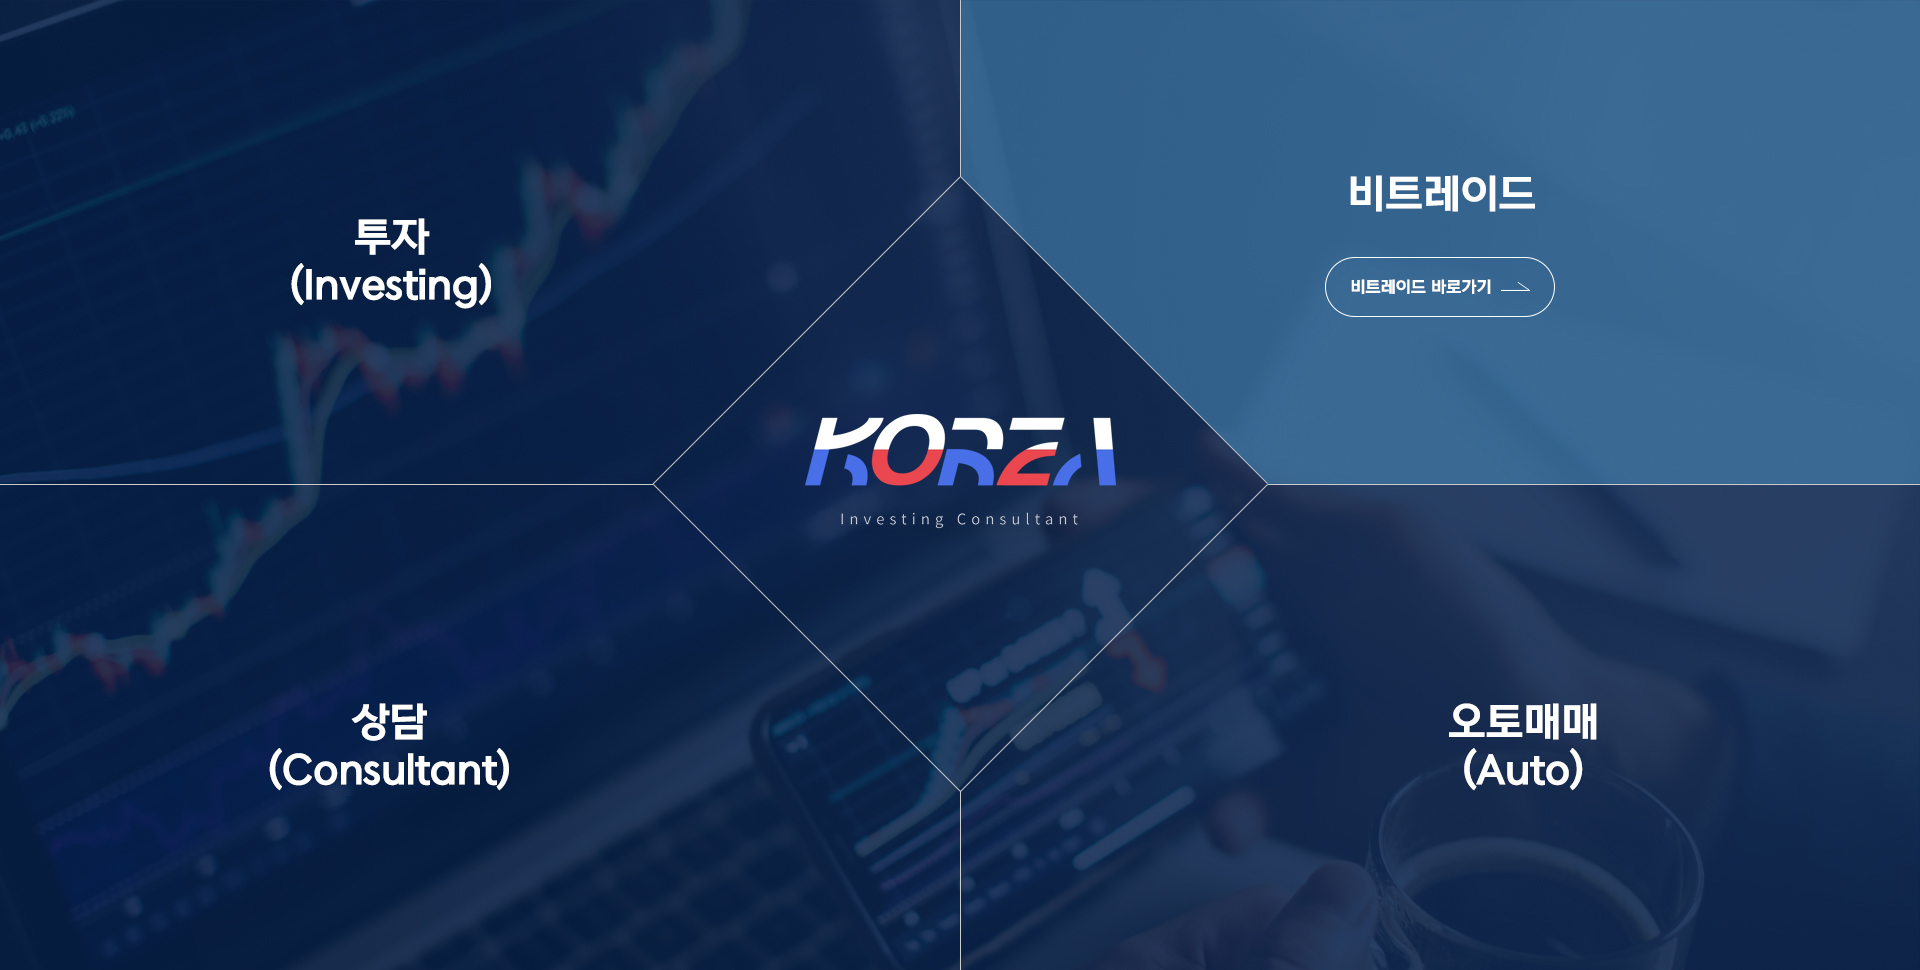 투자
(Investing)
비트레이드
비트레이드 바로가기
KOREA
Investing Consultant
상담
(Consultant)
오토매매
(Auto)